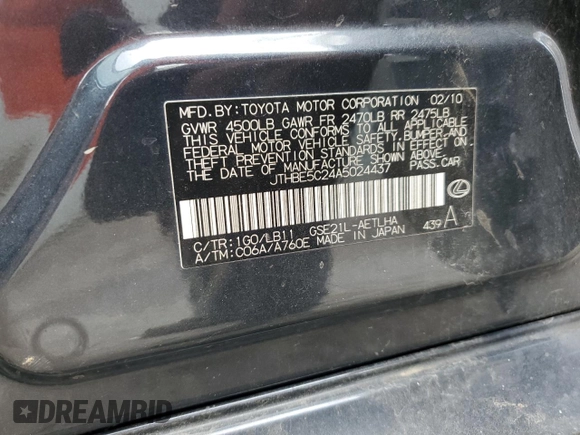 MFD. BY: TOYOTA MOTOR CORPORATION 02/10
GVWR 4500LB GAWR FR 2470LB RR 2475LB
THIS VEHICLE CONFORMS TO ALL APPLICABLE
FEDERAL MOTOR VEHICLE SAFETY, BUMPER, AND
THEFT PREVENTION STANDARDS IN EFFECT ON
THE DATE OF MANUFACTURE SHOWN ABOVE.
JTHBE5C24A5024437 PASS. CAR
C/TR: 1G0/LB11 GSE21L-AETLHA
A/TM: C06A/A760E MADE IN JAPAN 439 A
DREAMBID